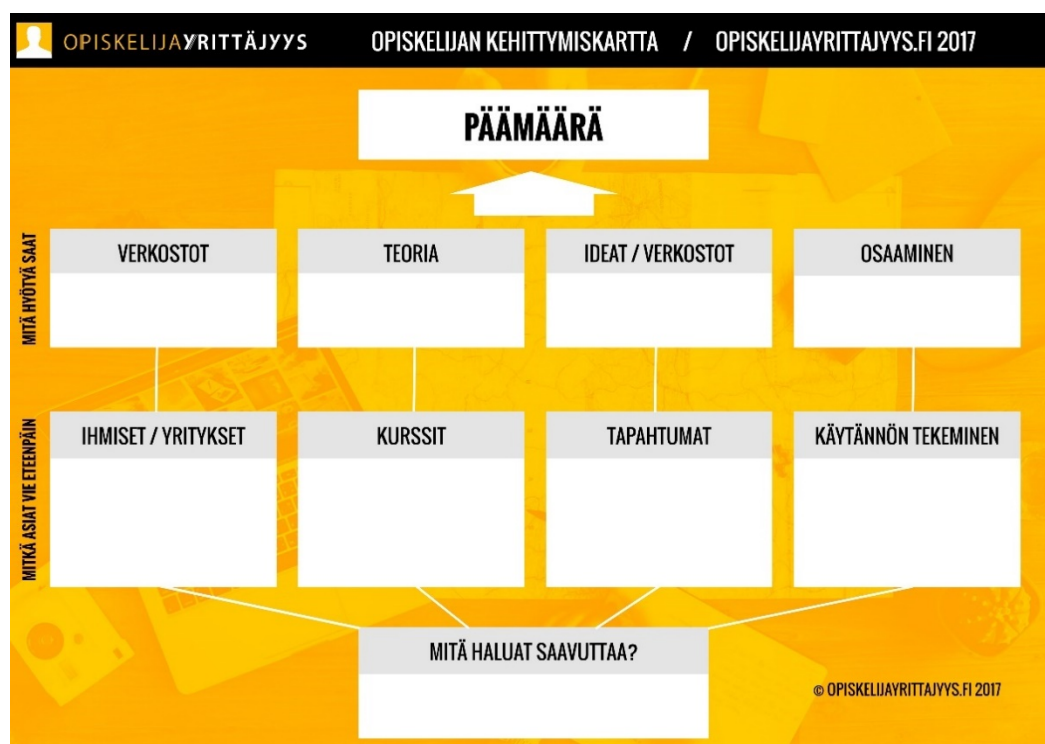 OPISKELIJAYRITTÄJYYS
OPISKELIJAN KEHITTYMISKARTTA / OPISKELIJAYRITTAJYYS.FI 2017
PÄÄMÄÄRÄ
MITÄ HYÖTYÄ SAAT
VERKOSTOT
TEORIA
IDEAT / VERKOSTOT
OSAAMINEN
MITKÄ ASIAT VIE ETEENPÄIN
IHMISET / YRITYKSET
KURSSIT
TAPAHTUMAT
KÄYTÄNNÖN TEKEMINEN
MITÄ HALUAT SAAVUTTAA?
© OPISKELIJAYRITTAJYYS.FI 2017